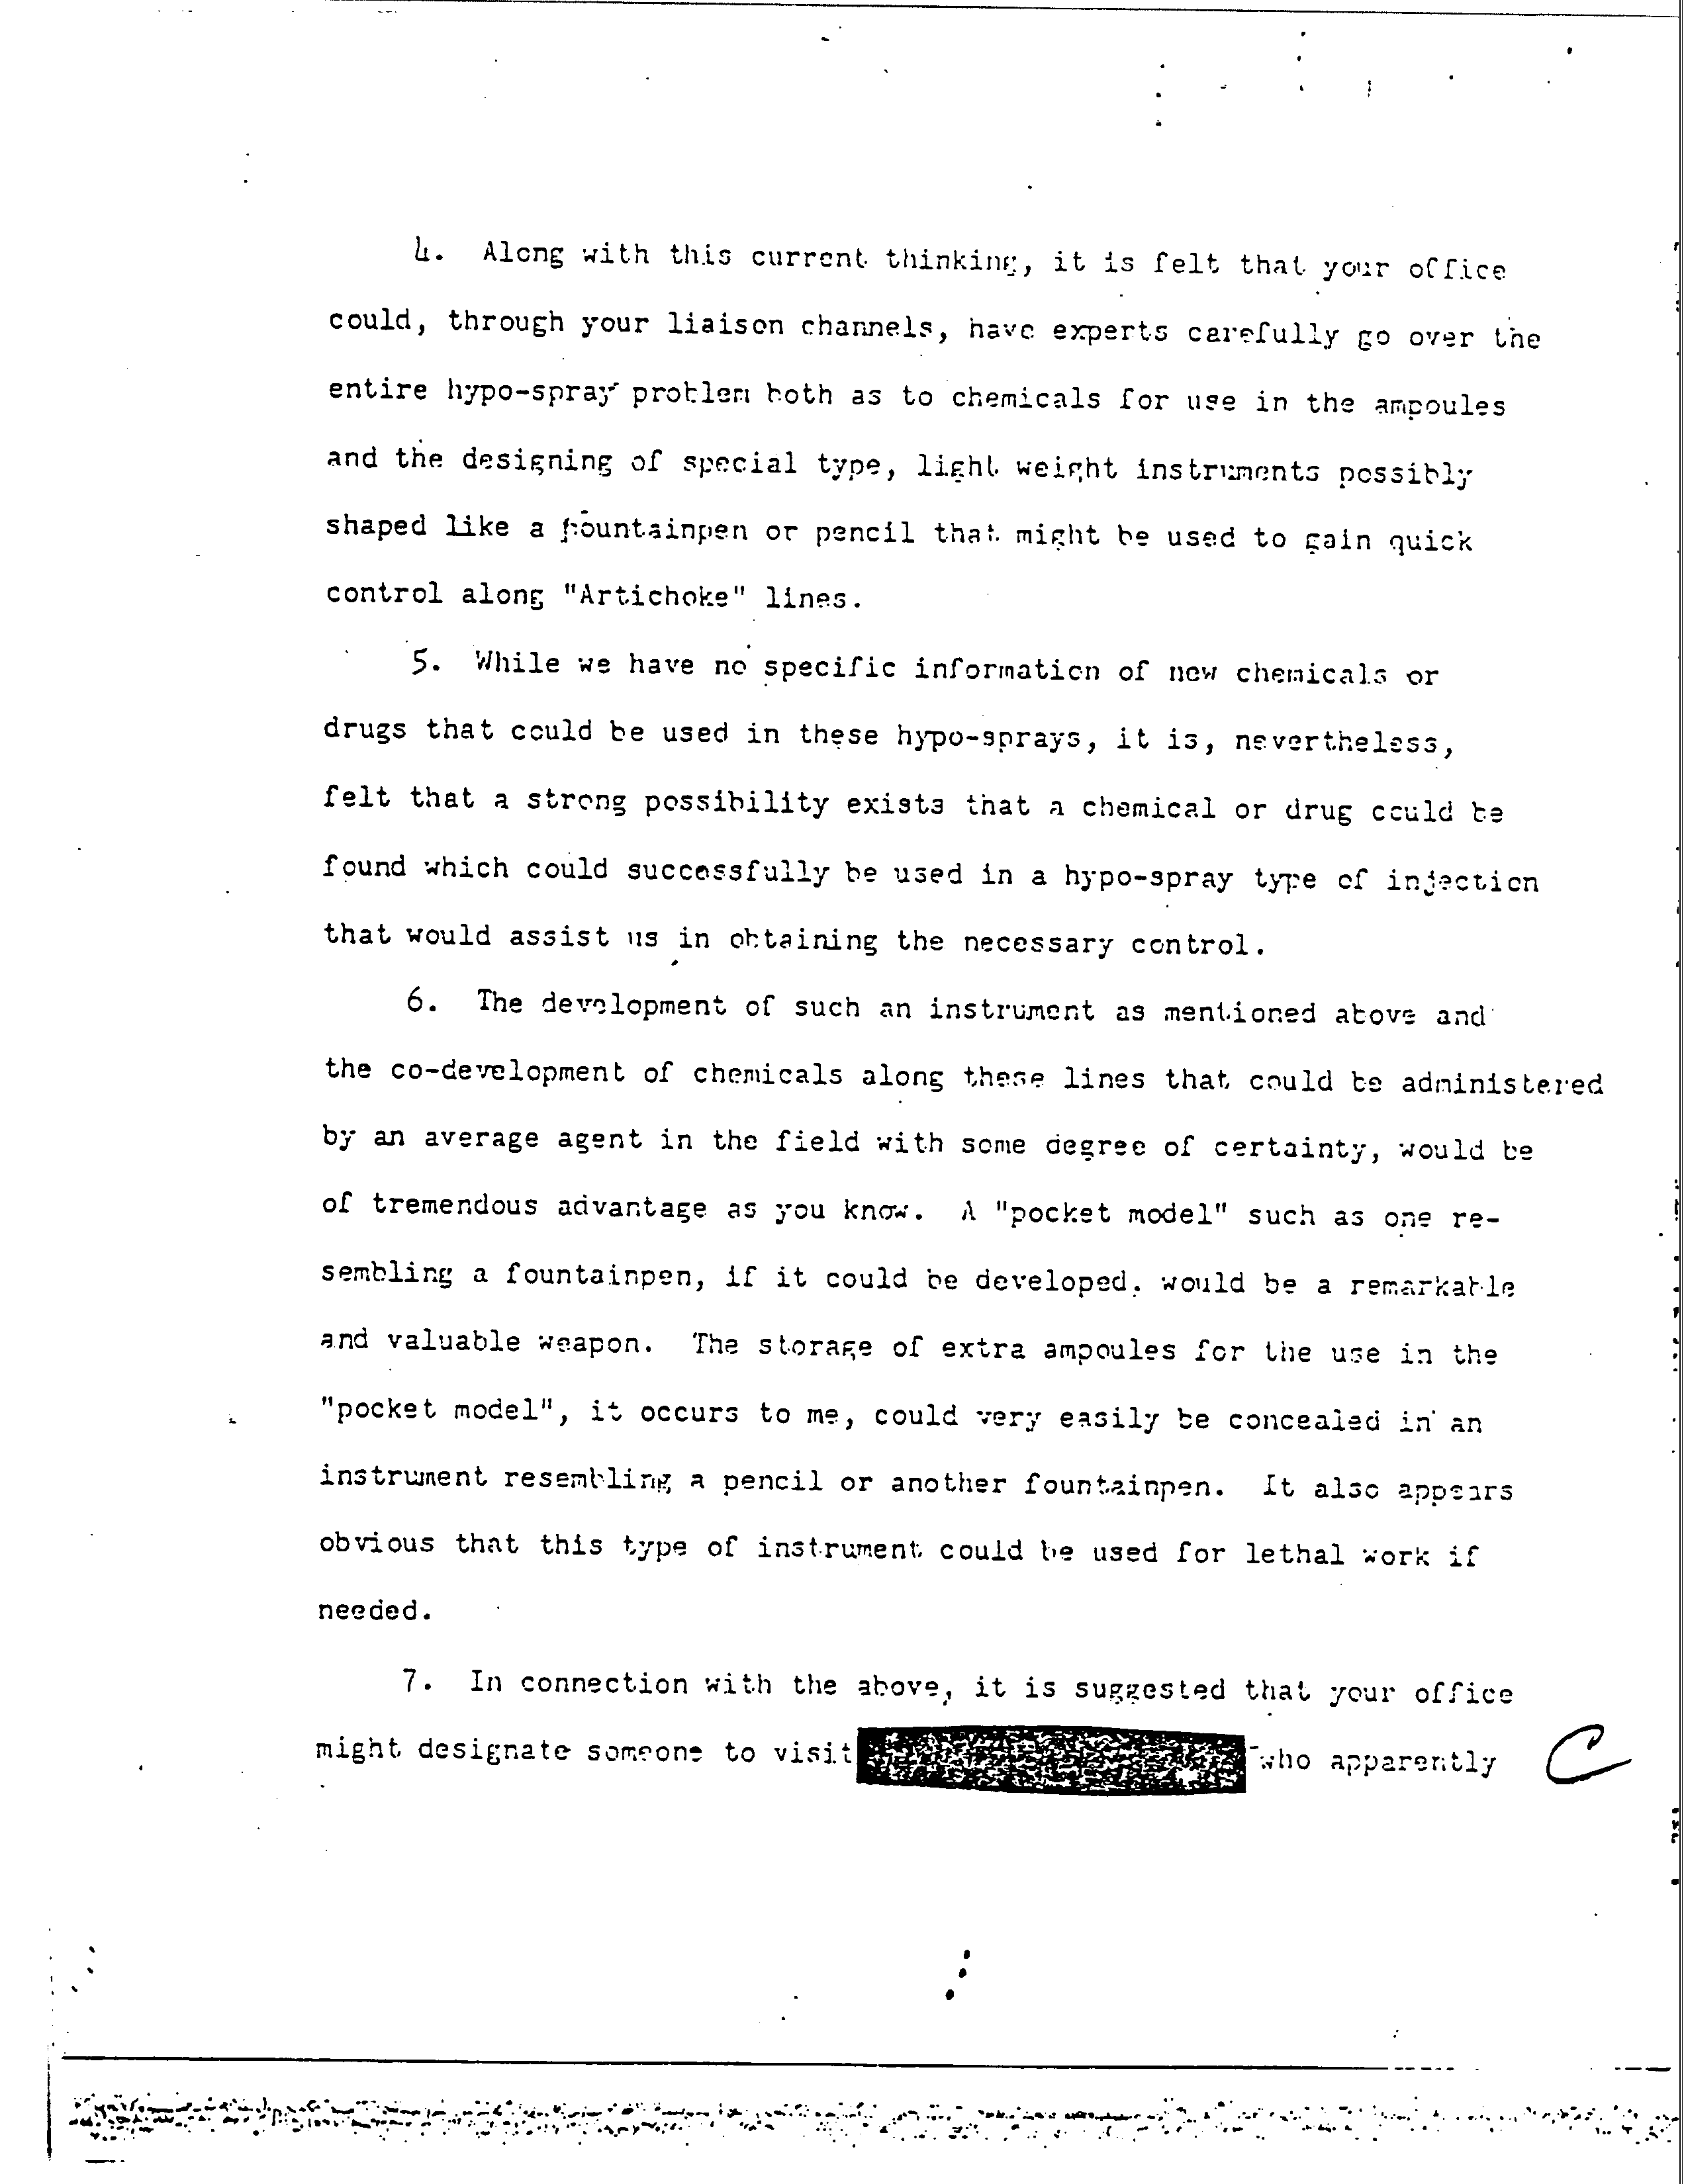 4. Along with this current thinking, it is felt that your office
could, through your liaison channels, have experts carefully go over the
entire hypo-spray problem both as to chemicals for use in the ampoules
and the designing of special type, light weight instruments possibly
shaped like a fountainpen or pencil that might be used to gain quick
control along "Artichoke" lines.
5. While we have no specific information of new chemicals or
drugs that could be used in these hypo-sprays, it is, nevertheless,
felt that a strong possibility exists that a chemical or drug could be
found which could successfully be used in a hypo-spray type of injection
that would assist us in obtaining the necessary control.
6. The development of such an instrument as mentioned above and
the co-development of chemicals along these lines that could be administered
by an average agent in the field with some degree of certainty, would be
of tremendous advantage as you know. A "pocket model" such as one re-
sembling a fountainpen, if it could be developed, would be a remarkable
and valuable weapon. The storage of extra ampoules for the use in the
"pocket model", it occurs to me, could very easily be concealed in an
instrument resembling a pencil or another fountainpen. It also appears
obvious that this type of instrument could be used for lethal work if
needed.
7. In connection with the above, it is suggested that your office
might designate someone to visit who apparently
C